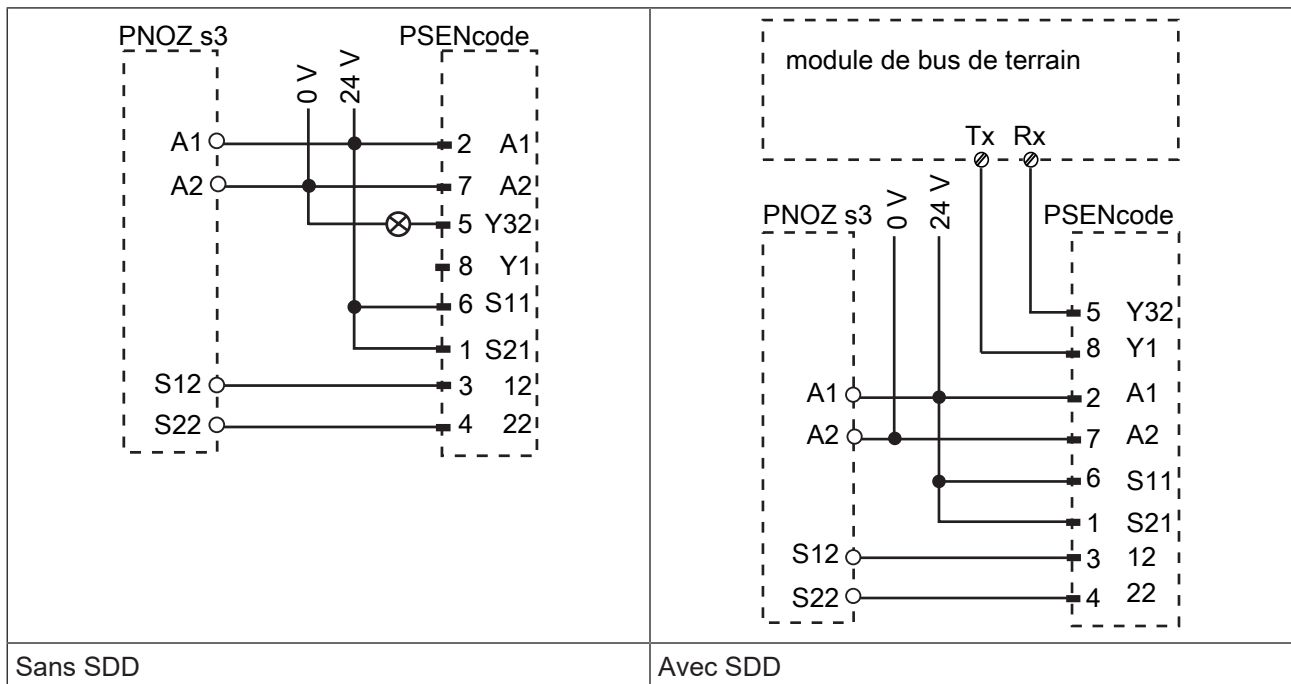 PNOZ s3
PSENcode
0 V
24 V
A1
2 A1
A2
7 A2
5 Y32
8 Y1
6 S11
1 S21
S12
3 12
S22
4 22
Sans SDD
module de bus de terrain
Tx Rx
PNOZ s3
0 V
24 V
PSENcode
5 Y32
8 Y1
A1
2 A1
A2
7 A2
6 S11
1 S21
S12
3 12
S22
4 22
Avec SDD